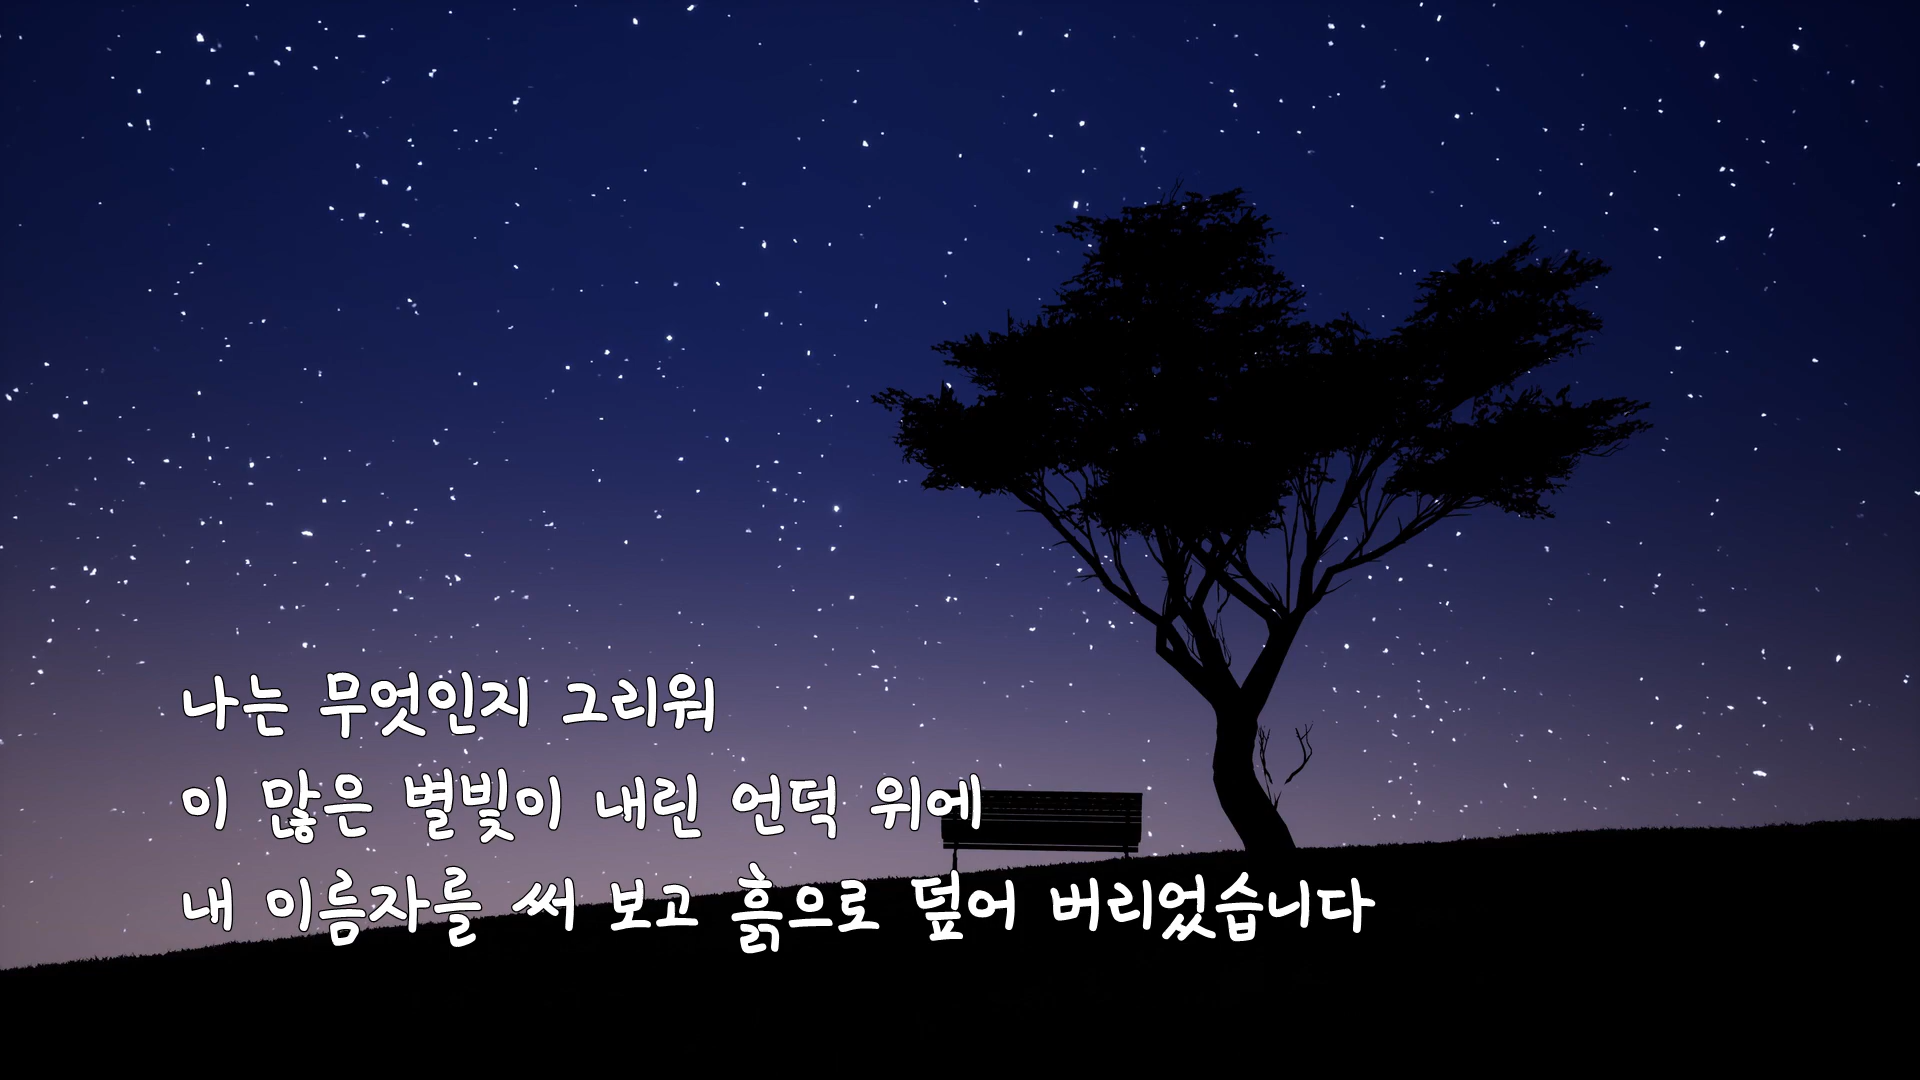 나는 무엇인지 그리워
이 많은 별빛이 내린 언덕 위에
내 이름자를 써 보고 흙으로 덮어 버리었습니다